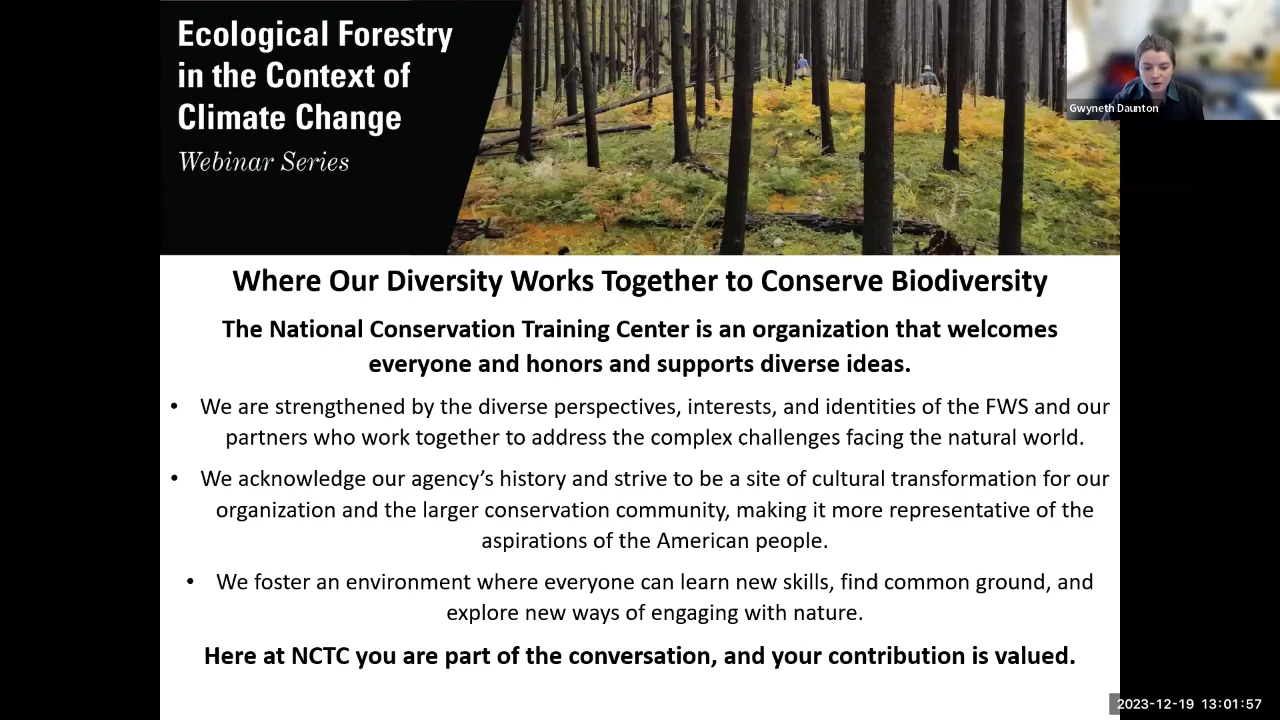 Ecological Forestry
in the Context of
Climate Change
Webinar Series
Gwyneth Daunton
Where Our Diversity Works Together to Conserve Biodiversity
The National Conservation Training Center is an organization that welcomes
everyone and honors and supports diverse ideas.
• We are strengthened by the diverse perspectives, interests, and identities of the FWS and our
partners who work together to address the complex challenges facing the natural world.
• We acknowledge our agency’s history and strive to be a site of cultural transformation for our
organization and the larger conservation community, making it more representative of the
aspirations of the American people.
• We foster an environment where everyone can learn new skills, find common ground, and
explore new ways of engaging with nature.
Here at NCTC you are part of the conversation, and your contribution is valued.
2023-12-19 13:01:57